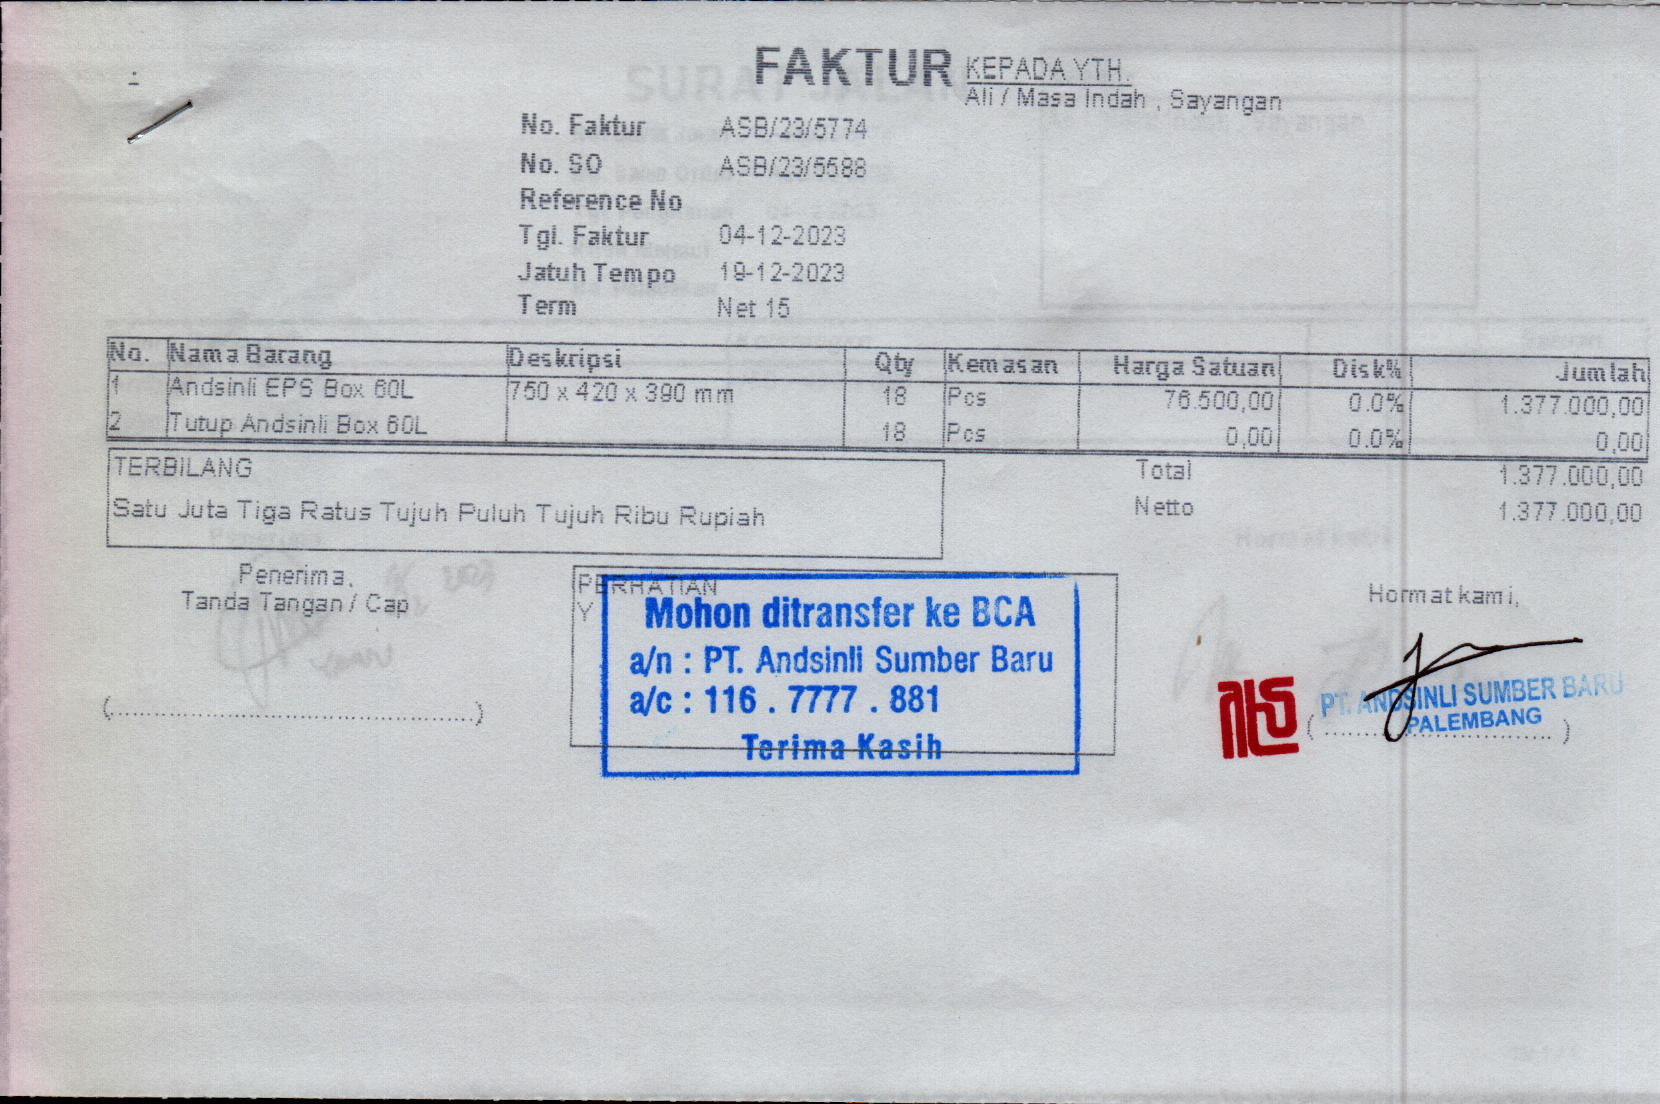 FAKTUR
KEPADA YTH.
Ali / Masa Indah , Sayangan
No. Faktur ASB/23/5774
No. SO ASB/23/5588
Reference No
Tgl. Faktur 04-12-2023
Jatuh Tempo 19-12-2023
Term Net 15
No. Nama Barang Deskripsi Qty Kemasan Harga Satuan Disk% Jumlah
1 Andsinli EPS Box 60L 750 x 420 x 390 mm 18 Pcs 76.500,00 0.0% 1.377.000,00
2 Tutup Andsinli Box 60L 18 Pcs 0,00 0.0% 0,00
TERBILANG
Satu Juta Tiga Ratus Tujuh Puluh Tujuh Ribu Rupiah
Total 1.377.000,00
Netto 1.377.000,00
Penerima,
Tanda Tangan / Cap
(...............................................)
PERHATIAN
Y
Mohon ditransfer ke BCA
a/n : PT. Andsinli Sumber Baru
a/c : 116 . 7777 . 881
Terima Kasih
Hormat kami,
PT. ANDSINLI SUMBER BARU
PALEMBANG
(..............................)